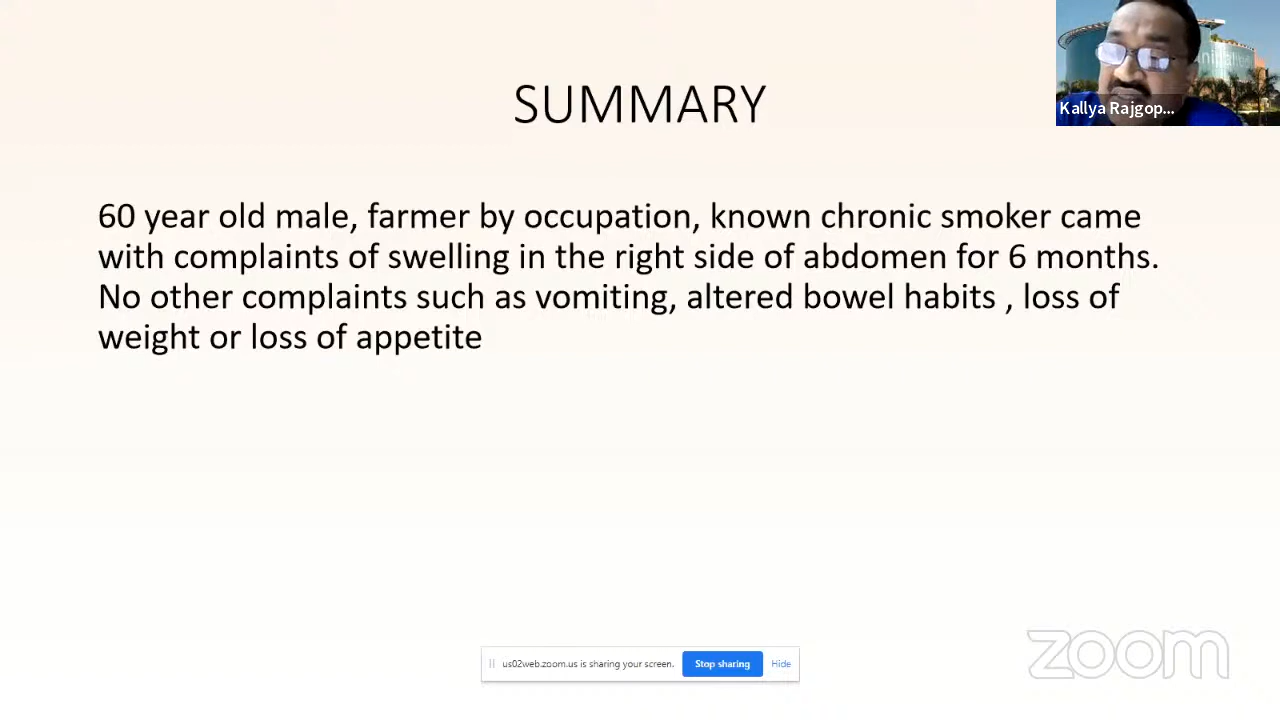 SUMMARY
Kallya Rajgop...
60 year old male, farmer by occupation, known chronic smoker came
with complaints of swelling in the right side of abdomen for 6 months.
No other complaints such as vomiting, altered bowel habits , loss of
weight or loss of appetite
us02web.zoom.us is sharing your screen.
Stop sharing
Hide
zoom